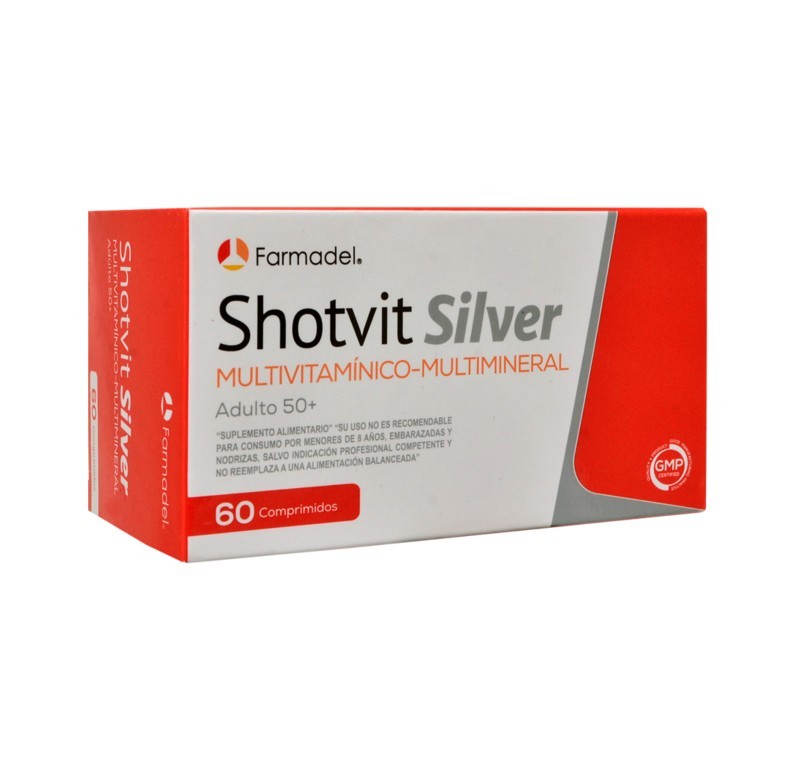 Farmadel®
Shotvit Silver
MULTIVITAMÍNICO-MULTIMINERAL
Adulto 50+
"SUPLEMENTO ALIMENTARIO" "SU USO NO ES RECOMENDABLE
PARA CONSUMO POR MENORES DE 8 AÑOS, EMBARAZADAS Y
NODRIZAS, SALVO INDICACIÓN PROFESIONAL COMPETENTE Y
NO REEMPLAZA A UNA ALIMENTACIÓN BALANCEADA"
60 Comprimidos
GMP
CERTIFIED
Shotvit Silver
MULTIVITAMÍNICO-MULTIMINERAL
Adulto 50+
60 Comprimidos
Farmadel®